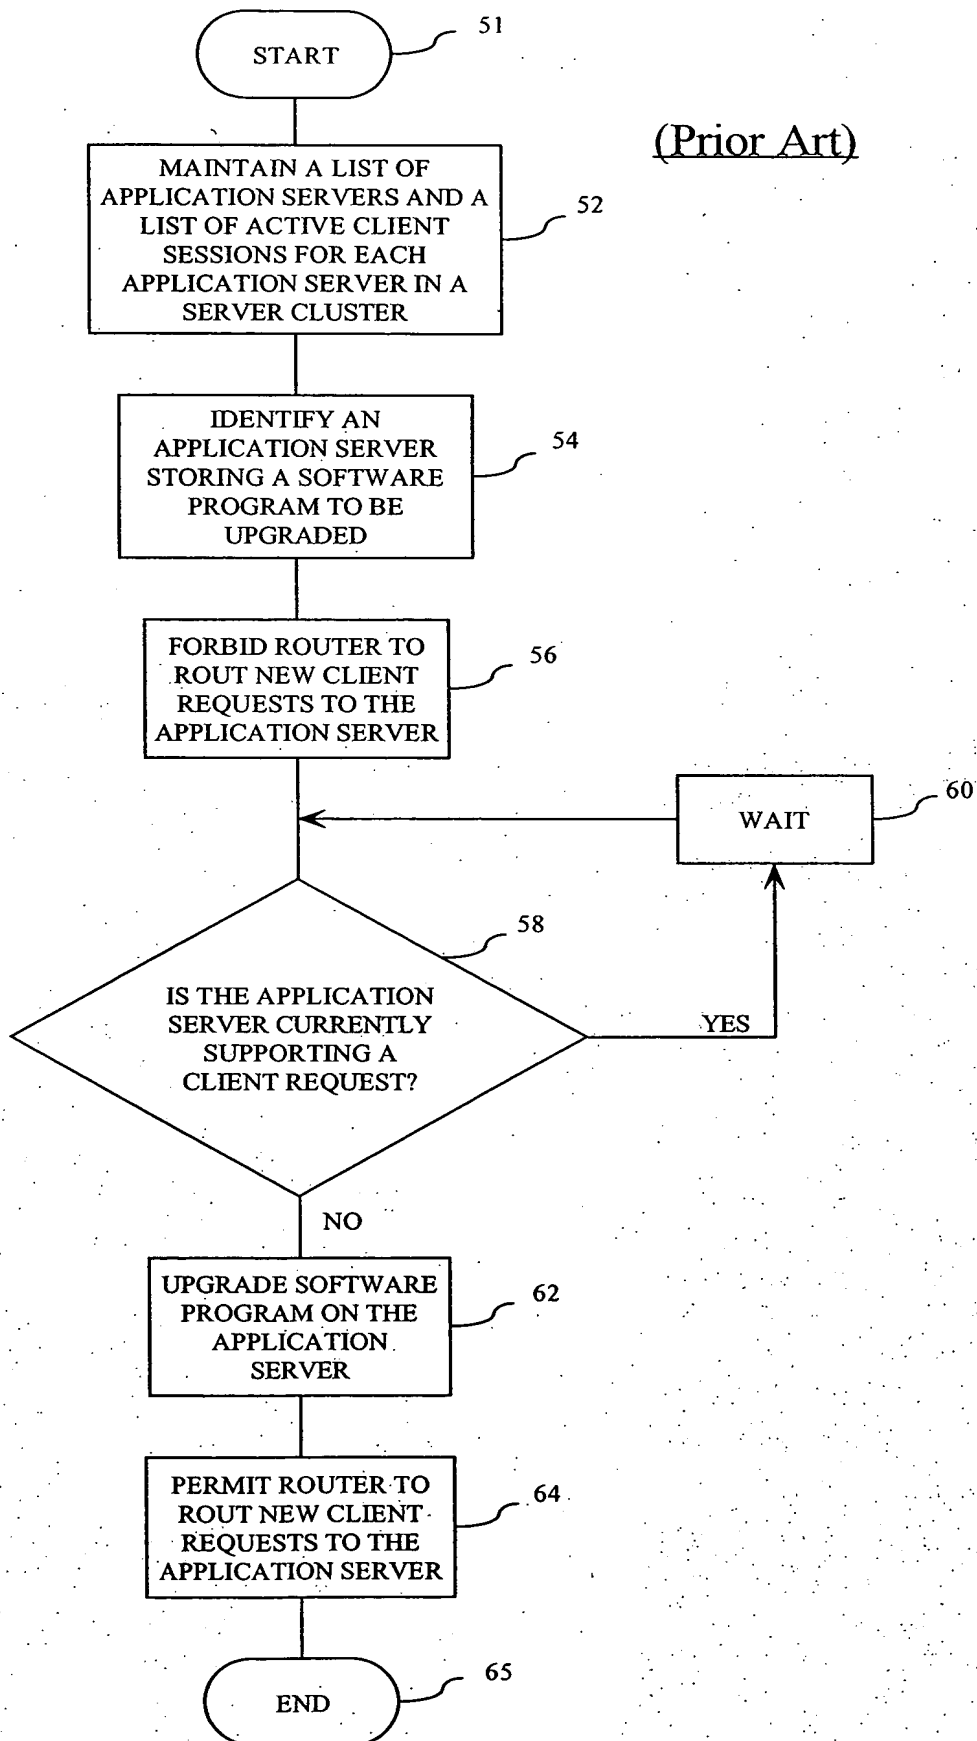 START
51
(Prior Art)
MAINTAIN A LIST OF
APPLICATION SERVERS AND A
LIST OF ACTIVE CLIENT
SESSIONS FOR EACH
APPLICATION SERVER IN A
SERVER CLUSTER
52
IDENTIFY AN
APPLICATION SERVER
STORING A SOFTWARE
PROGRAM TO BE
UPGRADED
54
FORBID ROUTER TO
ROUT NEW CLIENT
REQUESTS TO THE
APPLICATION SERVER
56
WAIT
60
58
IS THE APPLICATION
SERVER CURRENTLY
SUPPORTING A
CLIENT REQUEST?
YES
NO
UPGRADE SOFTWARE
PROGRAM ON THE
APPLICATION
SERVER
62
PERMIT ROUTER TO
ROUT NEW CLIENT
REQUESTS TO THE
APPLICATION SERVER
64
END
65